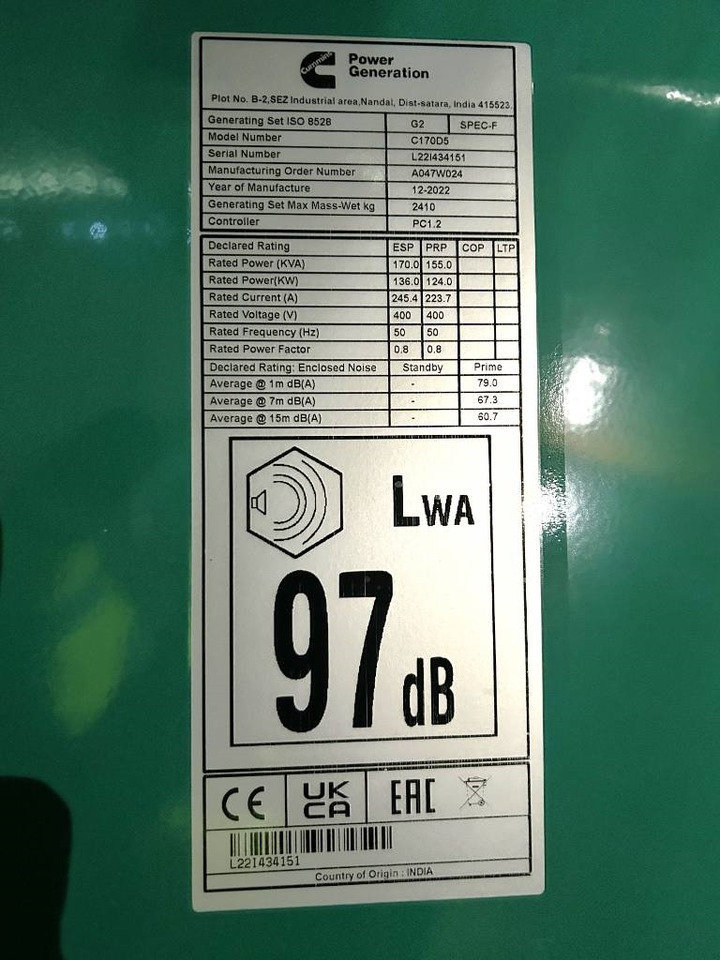 Cummins
Power
Generation
Plot No. B-2,SEZ Industrial area,Nandal, Dist-satara, India 415523.
Generating Set ISO 8528 G2 SPEC-F
Model Number C170D5
Serial Number L22I434151
Manufacturing Order Number A047W024
Year of Manufacture 12-2022
Generating Set Max Mass-Wet kg 2410
Controller PC1.2
Declared Rating ESP PRP COP LTP
Rated Power (KVA) 170.0 155.0
Rated Power(KW) 136.0 124.0
Rated Current (A) 245.4 223.7
Rated Voltage (V) 400 400
Rated Frequency (Hz) 50 50
Rated Power Factor 0.8 0.8
Declared Rating: Enclosed Noise Standby Prime
Average @ 1m dB(A) - 79.0
Average @ 7m dB(A) - 67.3
Average @ 15m dB(A) - 60.7
LWA
97 dB
CE UK CA EAC
L22I434151
Country of Origin : INDIA